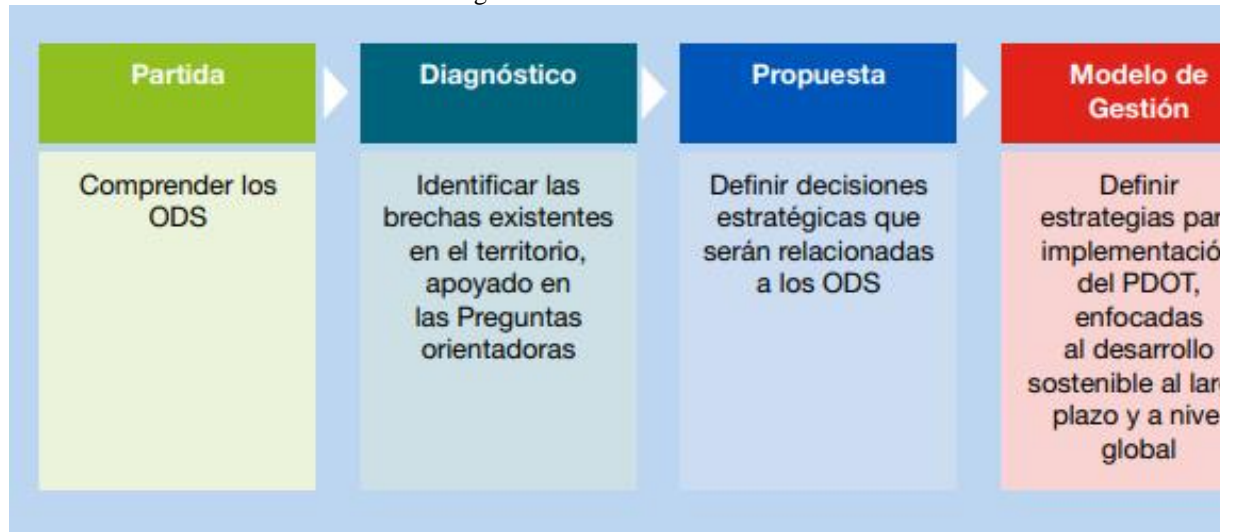 Partida
Diagnóstico
Propuesta
Modelo de
Gestión
Comprender los
ODS
Identificar las
brechas existentes
en el territorio,
apoyado en
las Preguntas
orientadoras
Definir decisiones
estratégicas que
serán relacionadas
a los ODS
Definir
estrategias par
implementació
del PDOT,
enfocadas
al desarrollo
sostenible al lar
plazo y a nive
global